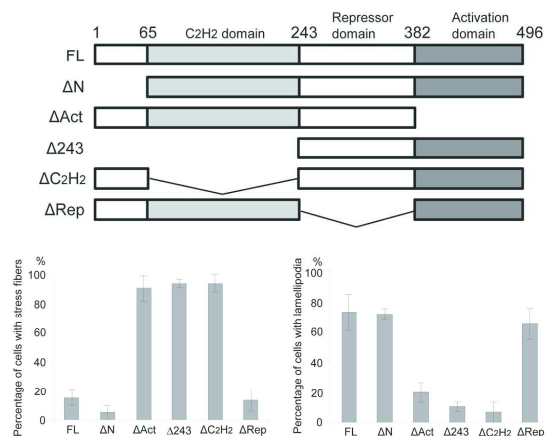 Repressor Activation
1 65 C2H2 domain 243 domain 382 domain 496
FL
ΔN
ΔAct
Δ243
ΔC2H2
ΔRep
%
Percentage of cells with stress fibers
100
80
60
40
20
0
FL ΔN ΔAct Δ243 ΔC2H2 ΔRep
%
Percentage of cells with lamellipodia
100
80
60
40
20
0
FL ΔN ΔAct Δ243 ΔC2H2 ΔRep